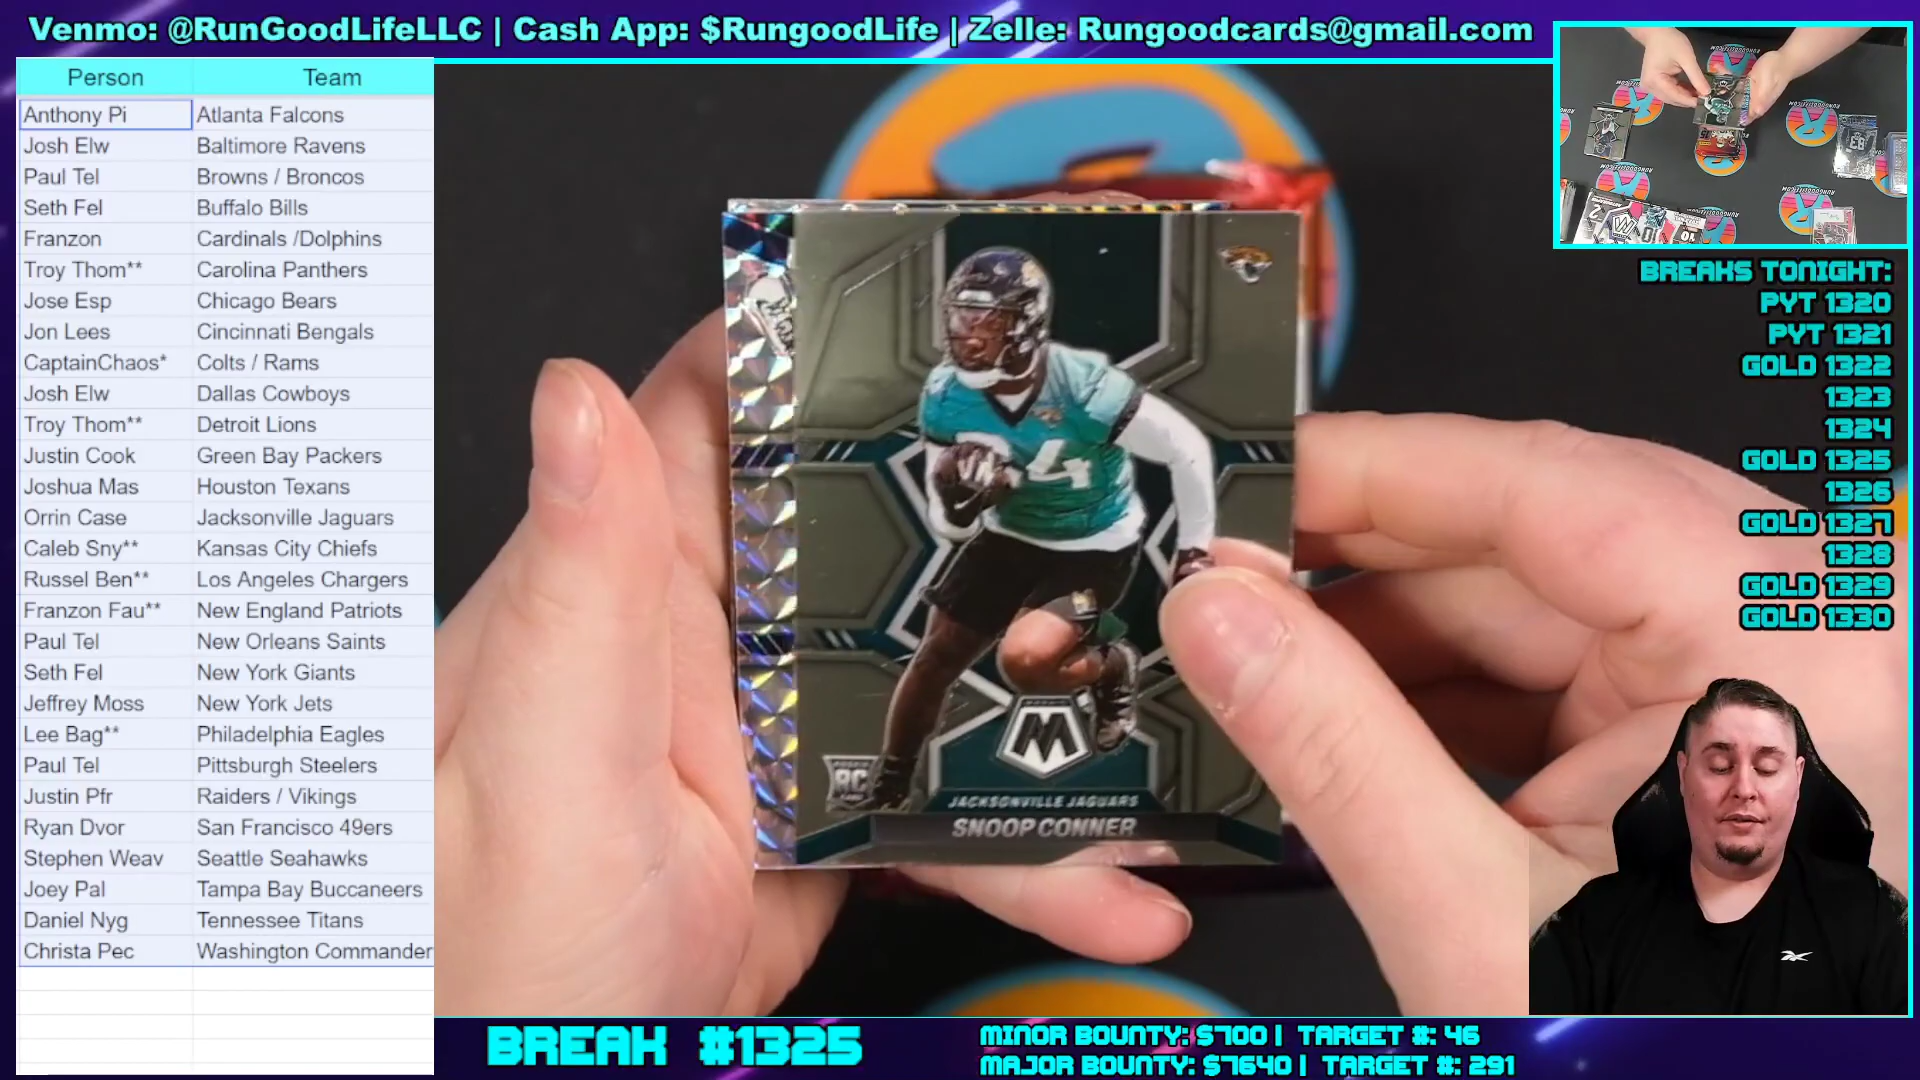 Venmo: @RunGoodLifeLLC | Cash App: $RungoodLife | Zelle: Rungoodcards@gmail.com
Person Team
Anthony Pi Atlanta Falcons
Josh Elw Baltimore Ravens
Paul Tel Browns / Broncos
Seth Fel Buffalo Bills
Franzon Cardinals /Dolphins
Troy Thom** Carolina Panthers
Jose Esp Chicago Bears
Jon Lees Cincinnati Bengals
CaptainChaos* Colts / Rams
Josh Elw Dallas Cowboys
Troy Thom** Detroit Lions
Justin Cook Green Bay Packers
Joshua Mas Houston Texans
Orrin Case Jacksonville Jaguars
Caleb Sny** Kansas City Chiefs
Russel Ben** Los Angeles Chargers
Franzon Fau** New England Patriots
Paul Tel New Orleans Saints
Seth Fel New York Giants
Jeffrey Moss New York Jets
Lee Bag** Philadelphia Eagles
Paul Tel Pittsburgh Steelers
Justin Pfr Raiders / Vikings
Ryan Dvor San Francisco 49ers
Stephen Weav Seattle Seahawks
Joey Pal Tampa Bay Buccaneers
Daniel Nyg Tennessee Titans
Christa Pec Washington Commander
24
M
RC
JACKSONVILLE JAGUARS
SNOOP CONNER
BREAKS TONIGHT:
PYT 1320
PYT 1321
GOLD 1322
1323
1324
GOLD 1325
1326
GOLD 1327
1328
GOLD 1329
GOLD 1330
BREAK #1325
MINOR BOUNTY: $700 | TARGET #: 46
MAJOR BOUNTY: $7640 | TARGET #: 291